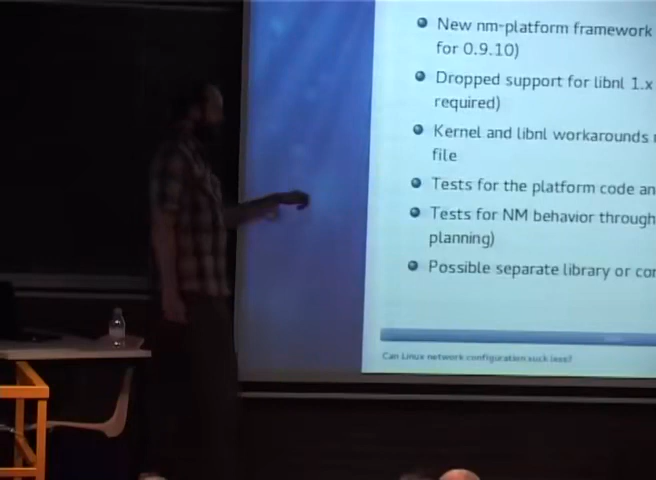 New nm-platform framework
for 0.9.10)
Dropped support for libnl 1.x
required)
Kernel and libnl workarounds
file
Tests for the platform code an
Tests for NM behavior through
planning)
Possible separate library or co
Can Linux network configuration suck less?